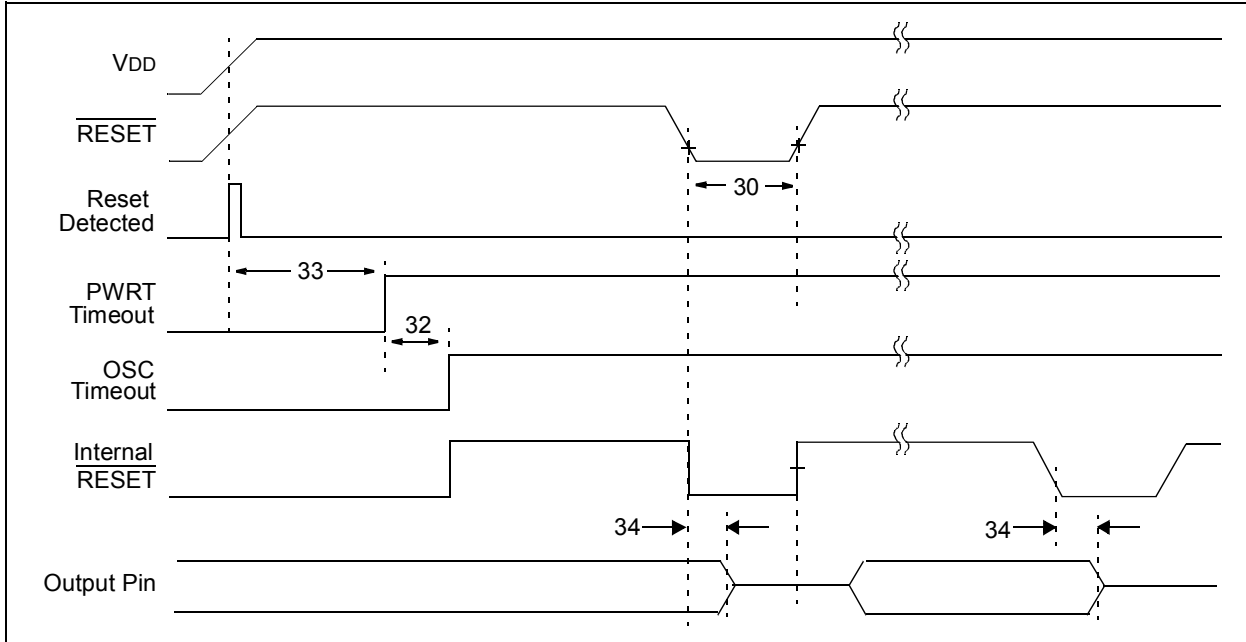 VDD
RESET
Reset
Detected
30
33
PWRT
Timeout
32
OSC
Timeout
Internal
RESET
34
34
Output Pin